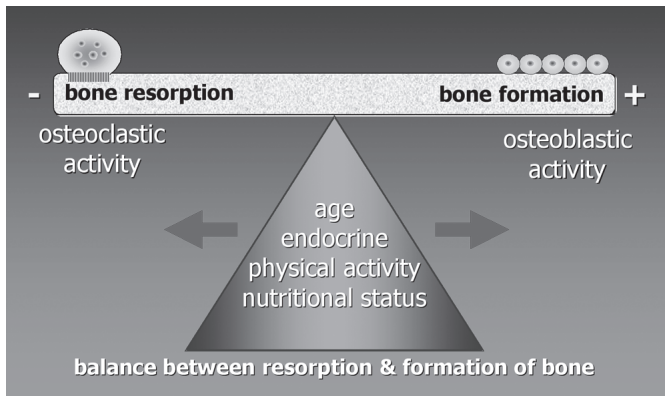 - bone resorption bone formation +
osteoclastic
activity
osteoblastic
activity
age
endocrine
physical activity
nutritional status
balance between resorption & formation of bone